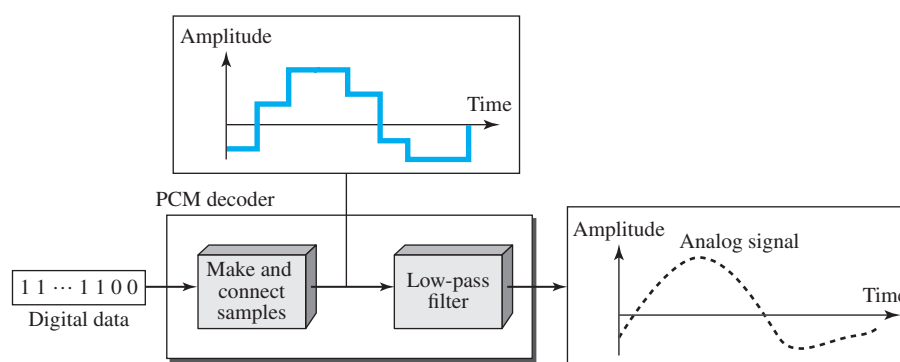 Amplitude
Time
PCM decoder
Amplitude
Analog signal
Make and
connect
samples
Low-pass
filter
1 1 ··· 1 1 0 0
Time
Digital data